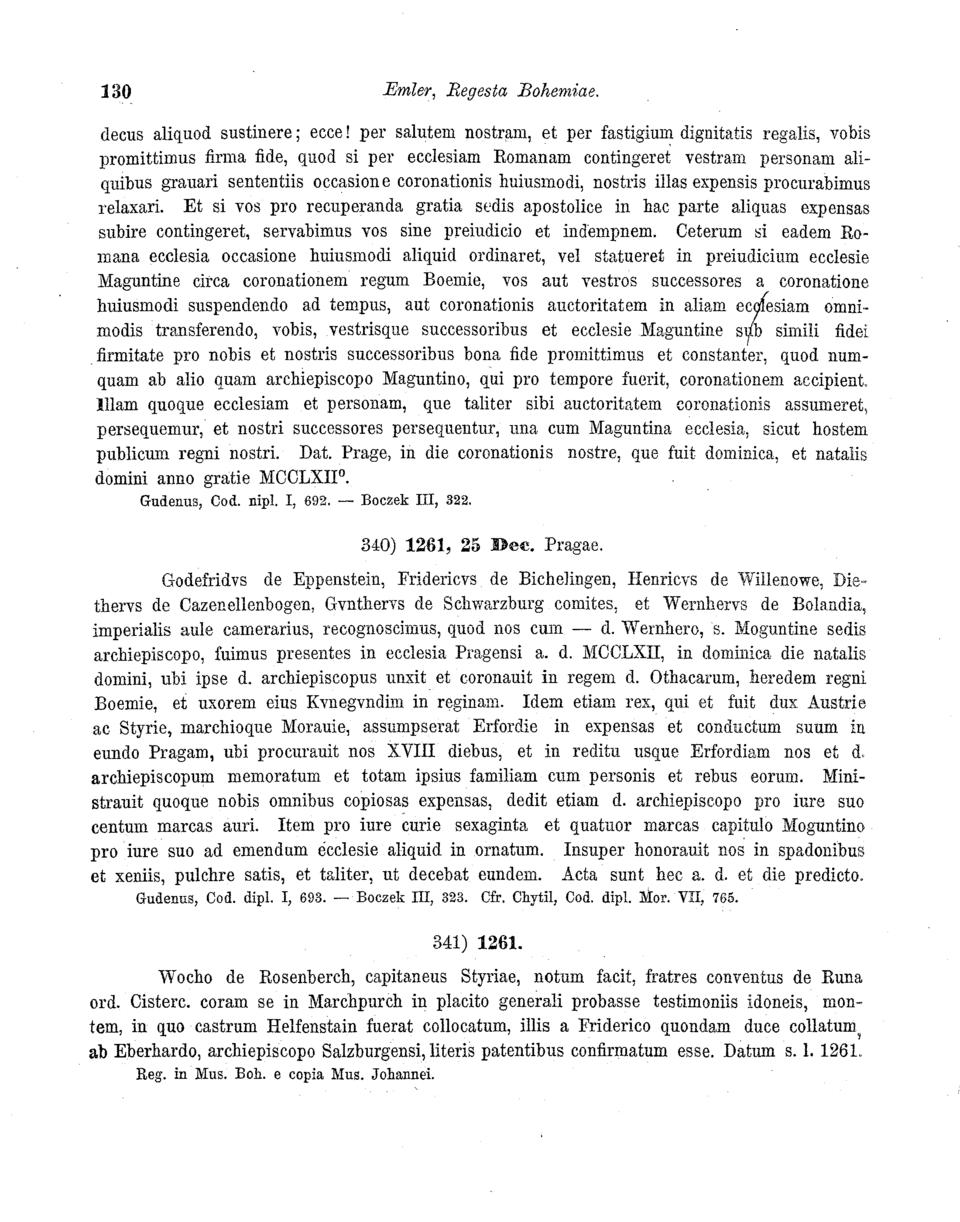 130 Emler, Regesta Bohemiae.
decus aliquod sustinere; ecce! per salutem nostram, et per fastigium dignitatis regalis, vobis
promittimus firma fide, quod si per ecclesiam Romanam contingeret vestram personam ali-
quibus grauari sententiis occasione coronationis huiusmodi, nostris illas expensis procurabimus
relaxari. Et si vos pro recuperanda gratia sedis apostolice in hac parte aliquas expensas
subire contingeret, servabimus vos sine preiudicio et indempnem. Ceterum si eadem Ro-
mana ecclesia occasione huiusmodi aliquid ordinaret, vel statueret in preiudicium ecclesie
Maguntine circa coronationem regum Boemie, vos aut vestros successores a coronatione
huiusmodi suspendendo ad tempus, aut coronationis auctoritatem in aliam ecclesiam omni-
modis transferendo, vobis, vestrisque successoribus et ecclesie Maguntine sub simili fidei
firmitate pro nobis et nostris successoribus bona fide promittimus et constanter, quod num-
quam ab alio quam archiepiscopo Maguntino, qui pro tempore fuerit, coronationem accipient.
Illam quoque ecclesiam et personam, que taliter sibi auctoritatem coronationis assumeret,
persequemur, et nostri successores persequentur, una cum Maguntina ecclesia, sicut hostem
publicum regni nostri. Dat. Prage, in die coronationis nostre, que fuit dominica, et natalis
domini anno gratie MCCLXIIº.
Gudenus, Cod. nipl. I, 692. — Boczek III, 322.
340) 1261, 25 Dec. Pragae.
Godefridvs de Eppenstein, Fridericvs de Bichelingen, Henricvs de Willenowe, Die-
thervs de Cazenellenbogen, Gvnthervs de Schwarzburg comites, et Wernhervs de Bolandia,
imperialis aule camerarius, recognoscimus, quod nos cum — d. Wernhero, s. Moguntine sedis
archiepiscopo, fuimus presentes in ecclesia Pragensi a. d. MCCLXII, in dominica die natalis
domini, ubi ipse d. archiepiscopus unxit et coronauit in regem d. Othacarum, heredem regni
Boemie, et uxorem eius Kvnegvndim in reginam. Idem etiam rex, qui et fuit dux Austrie
ac Styrie, marchioque Morauie, assumpserat Erfordie in expensas et conductum suum in
eundo Pragam, ubi procurauit nos XVIII diebus, et in reditu usque Erfordiam nos et d.
archiepiscopum memoratum et totam ipsius familiam cum personis et rebus eorum. Mini-
strauit quoque nobis omnibus copiosas expensas, dedit etiam d. archiepiscopo pro iure suo
centum marcas auri. Item pro iure curie sexaginta et quatuor marcas capitulo Moguntino
pro iure suo ad emendum ecclesie aliquid in ornatum. Insuper honorauit nos in spadonibus
et xeniis, pulchre satis, et taliter, ut decebat eundem. Acta sunt hec a. d. et die predicto.
Gudenus, Cod. dipl. I, 693. — Boczek III, 323. Cfr. Chytil, Cod. dipl. Mor. VII, 765.
341) 1261.
Wocho de Rosenberch, capitaneus Styriae, notum facit, fratres conventus de Runa
ord. Cisterc. coram se in Marchpurch in placito generali probasse testimoniis idoneis, mon-
tem, in quo castrum Helfenstain fuerat collocatum, illis a Friderico quondam duce collatum,
ab Eberhardo, archiepiscopo Salzburgensi, literis patentibus confirmatum esse. Datum s. l. 1261.
Reg. in Mus. Boh. e copia Mus. Johannei.